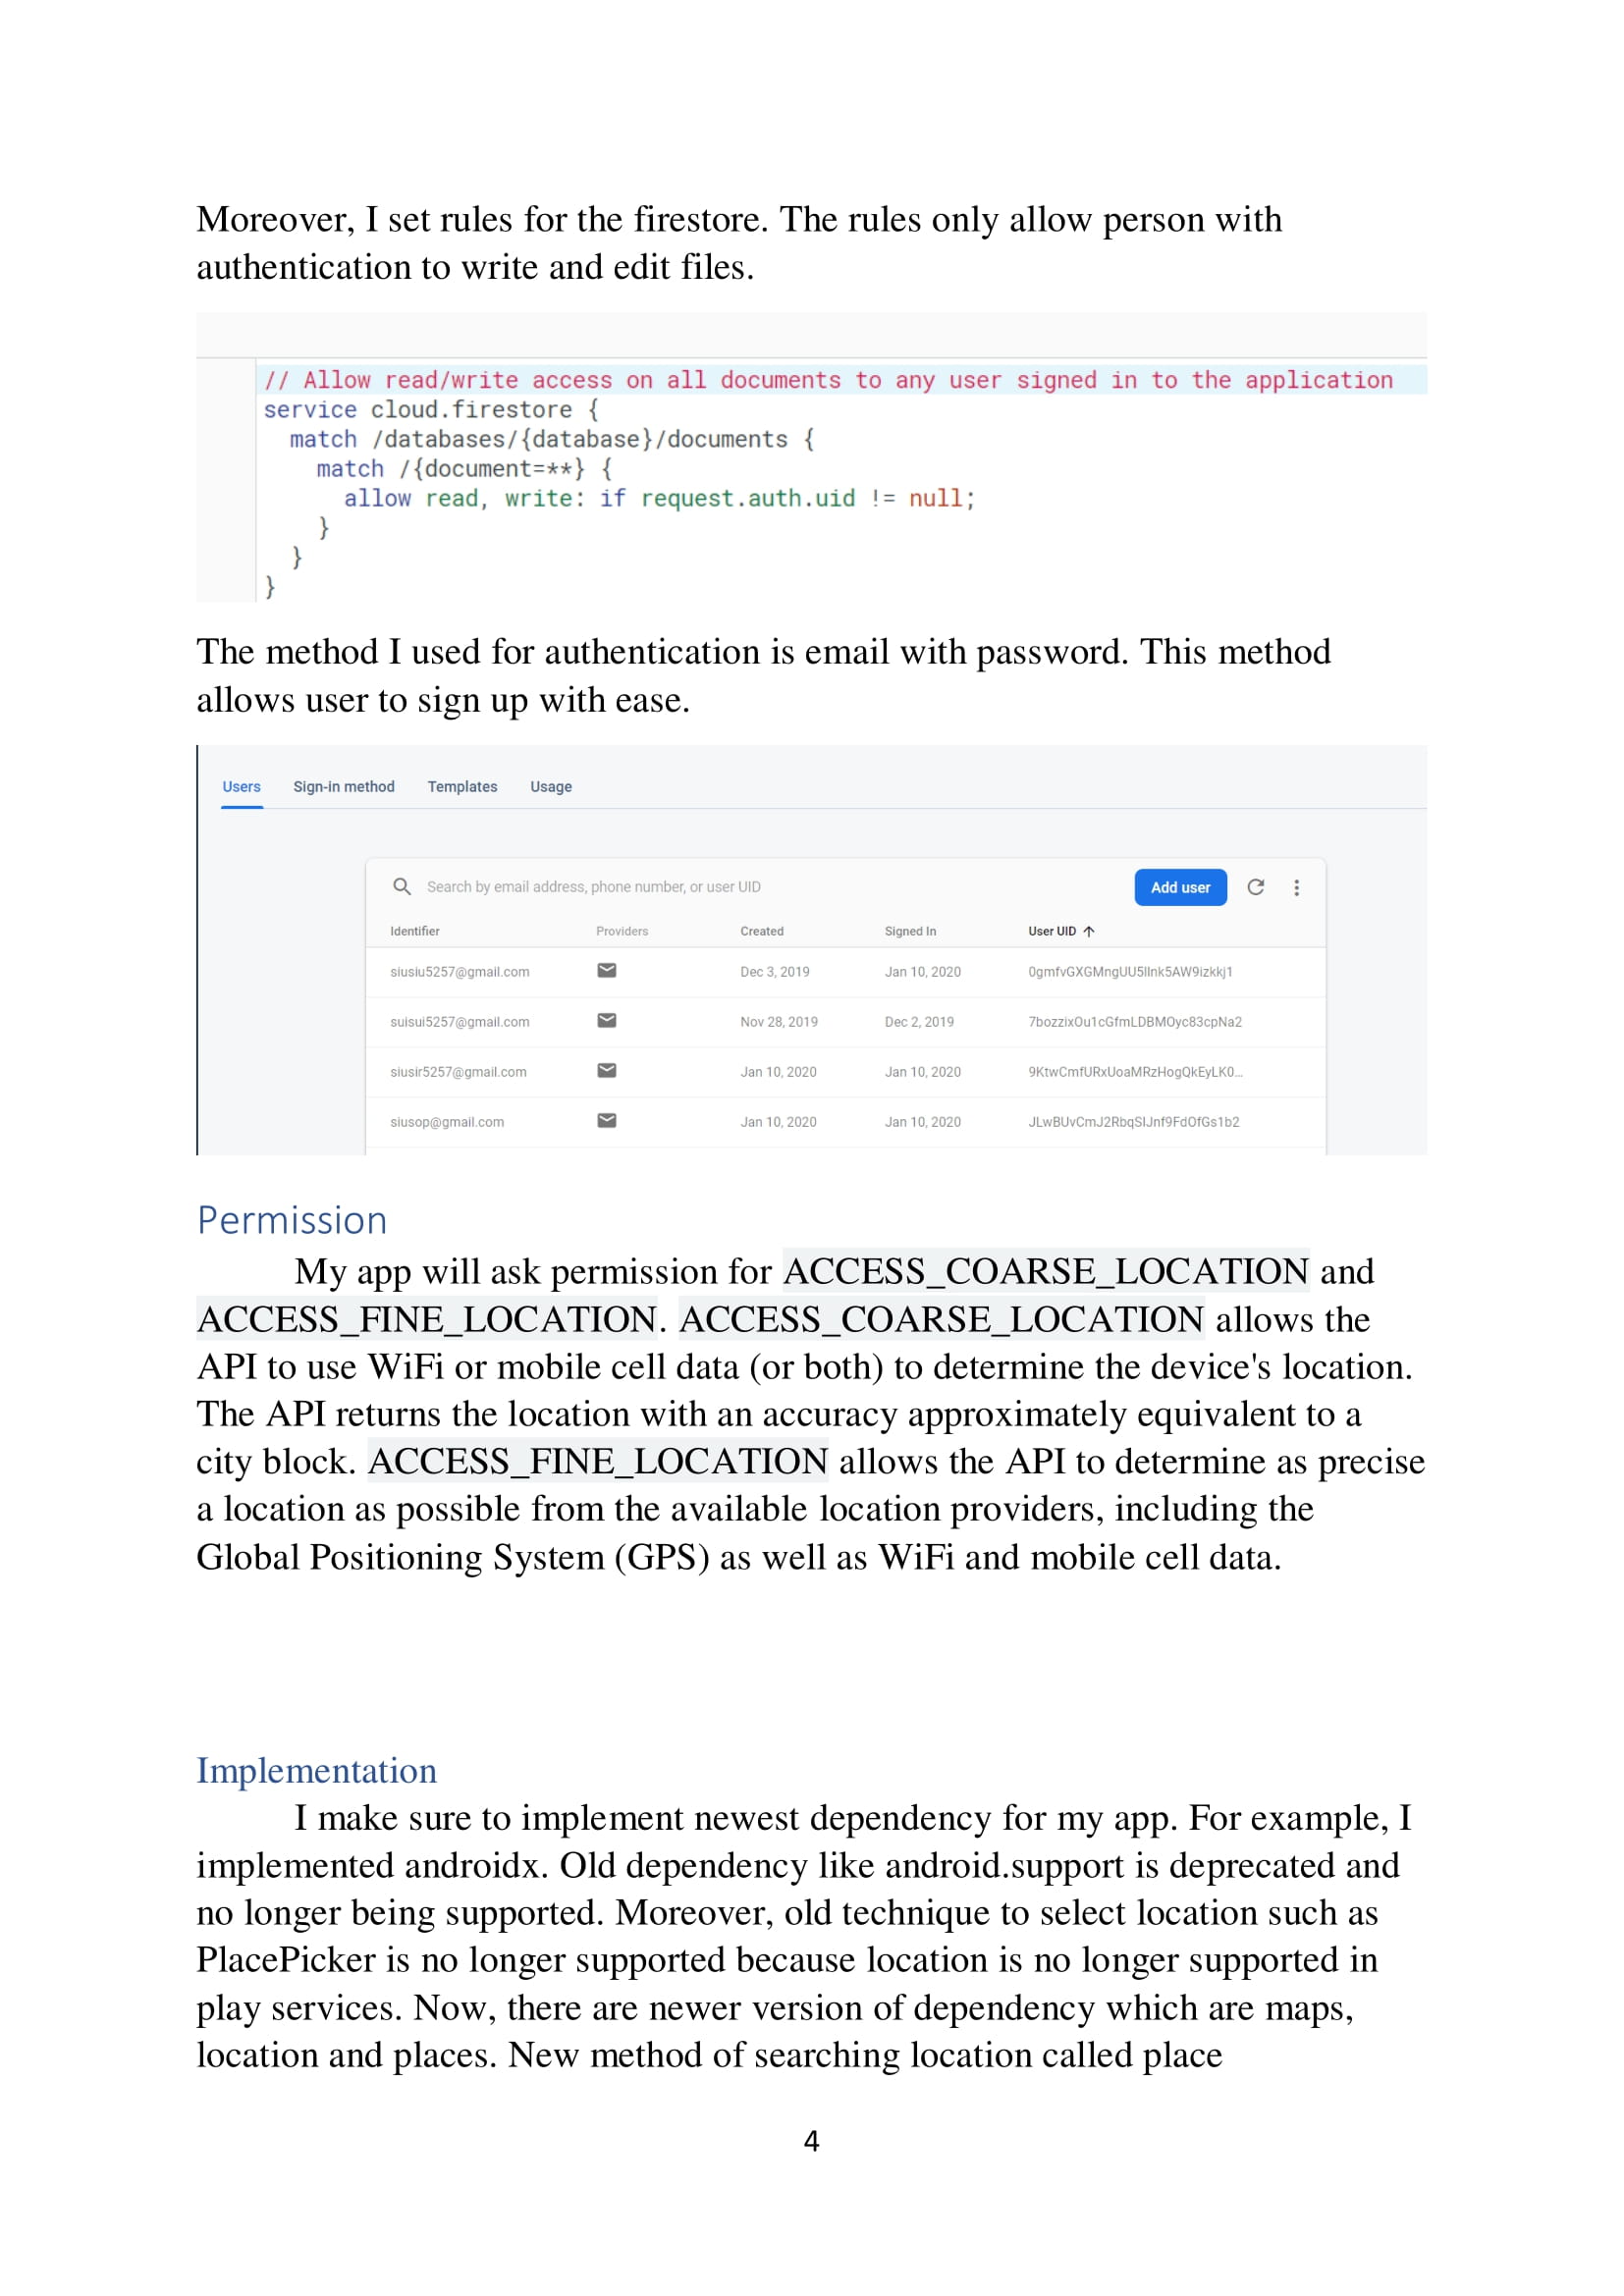 Moreover, I set rules for the firestore. The rules only allow person with
authentication to write and edit files.
// Allow read/write access on all documents to any user signed in to the application
service cloud.firestore {
match /databases/{database}/documents {
match /{document=**} {
allow read, write: if request.auth.uid != null;
}
}
}
The method I used for authentication is email with password. This method
allows user to sign up with ease.
Users Sign-in method Templates Usage
Search by email address, phone number, or user UID Add user
Identifier Providers Created Signed In User UID
siusiu5257@gmail.com Dec 3, 2019 Jan 10, 2020
suisui5257@gmail.com Nov 28, 2019 Dec 2, 2019 7bozzixOu1cGfmLDBMOyc83cpNa2
siusir5257@gmail.com Jan 10, 2020 Jan 10, 2020 9KtwCmfURxUoaMRzHogQkEyLK0...
siusop@gmail.com Jan 10, 2020 Jan 10, 2020
Permission
My app will ask permission for ACCESS_COARSE_LOCATION and
ACCESS_FINE_LOCATION. ACCESS_COARSE_LOCATION allows the
API to use WiFi or mobile cell data (or both) to determine the device's location.
The API returns the location with an accuracy approximately equivalent to a
city block. ACCESS_FINE_LOCATION allows the API to determine as precise
a location as possible from the available location providers, including the
Global Positioning System (GPS) as well as WiFi and mobile cell data.
Implementation
I make sure to implement newest dependency for my app. For example, I
implemented androidx. Old dependency like android.support is deprecated and
no longer being supported. Moreover, old technique to select location such as
PlacePicker is no longer supported because location is no longer supported in
play services. Now, there are newer version of dependency which are maps,
location and places. New method of searching location called place
4